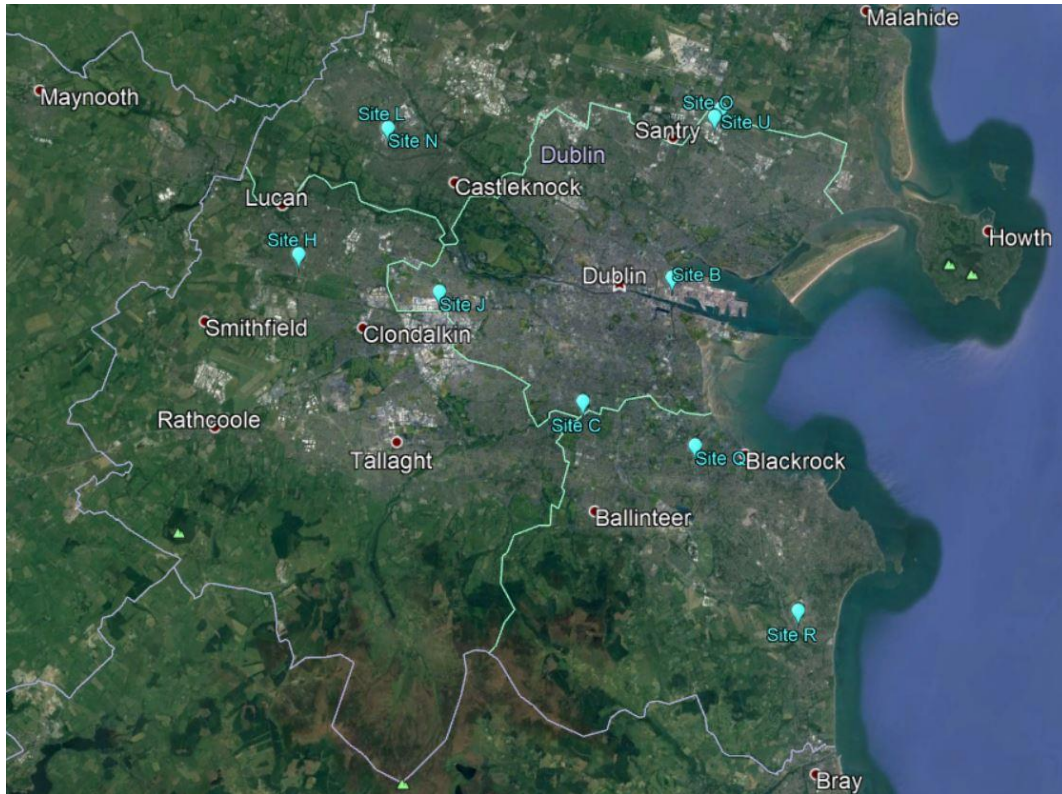 Malahide
Maynooth
Site O
Site L
Site U
Santry
Site N
Dublin
Castleknock
Lucan
Howth
Site H
Dublin
Site B
Site J
Smithfield
Clondalkin
Rathcoole
Site C
Tallaght
Site Q
Blackrock
Ballinteer
Site R
Bray